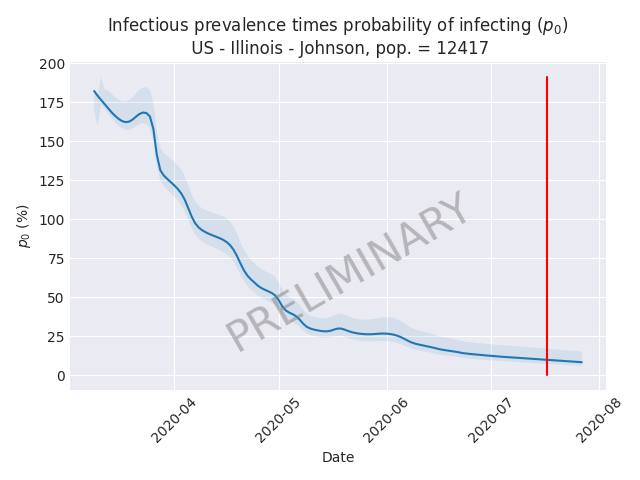 Infectious prevalence times probability of infecting (p₀)
US - Illinois - Johnson, pop. = 12417
200
175
150
125
100
75
50
25
0
p₀ (%)
PRELIMINARY
2020-04
2020-05
2020-06
2020-07
2020-08
Date